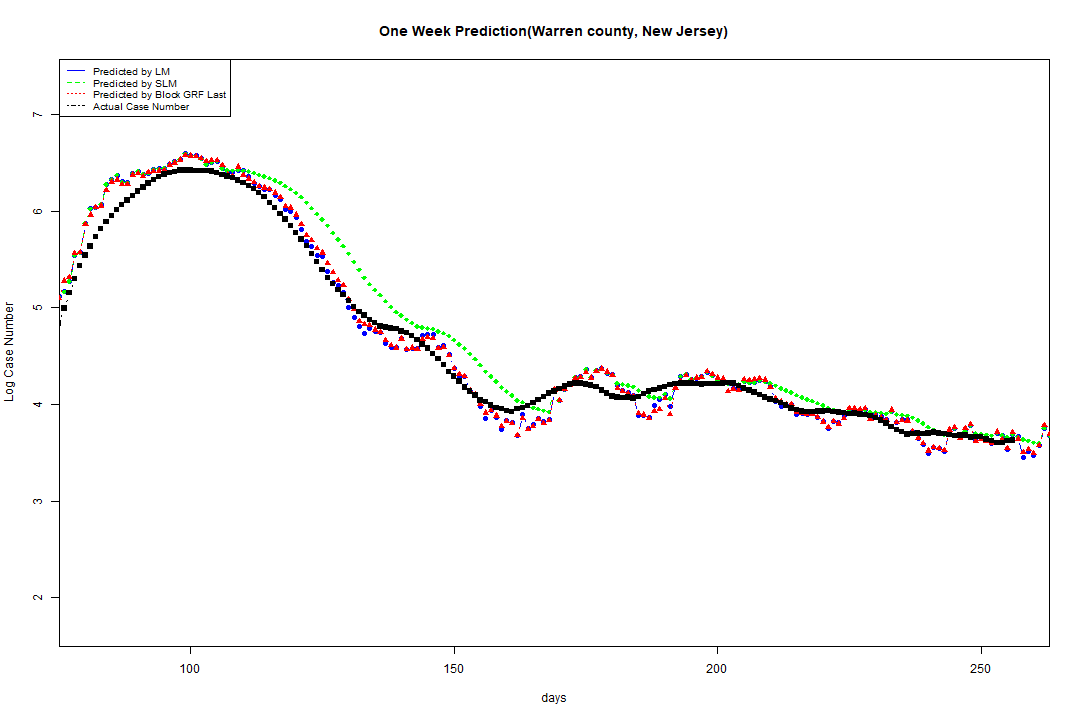 One Week Prediction(Warren county, New Jersey)
Predicted by LM
Predicted by SLM
Predicted by Block GRF Last
Actual Case Number
7
6
5
4
3
2
Log Case Number
100 150 200 250
days